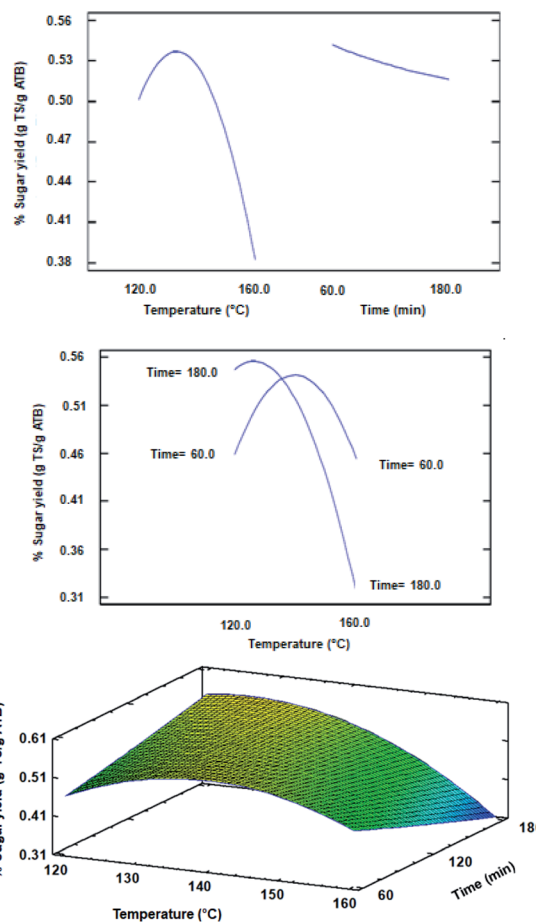 0.56
0.53
0.50
0.47
0.44
0.41
0.38
% Sugar yield (g TS/g ATB)
120.0 160.0 60.0 180.0
Temperature (°C) Time (min)
0.56
0.51
0.46
0.41
0.36
0.31
% Sugar yield (g TS/g ATB)
Time= 180.0
Time= 60.0
Time= 60.0
Time= 180.0
120.0 160.0
Temperature (°C)
0.61
0.51
0.41
0.31
120 130 140 150 160
Temperature (°C)
60 120 180
Time (min)